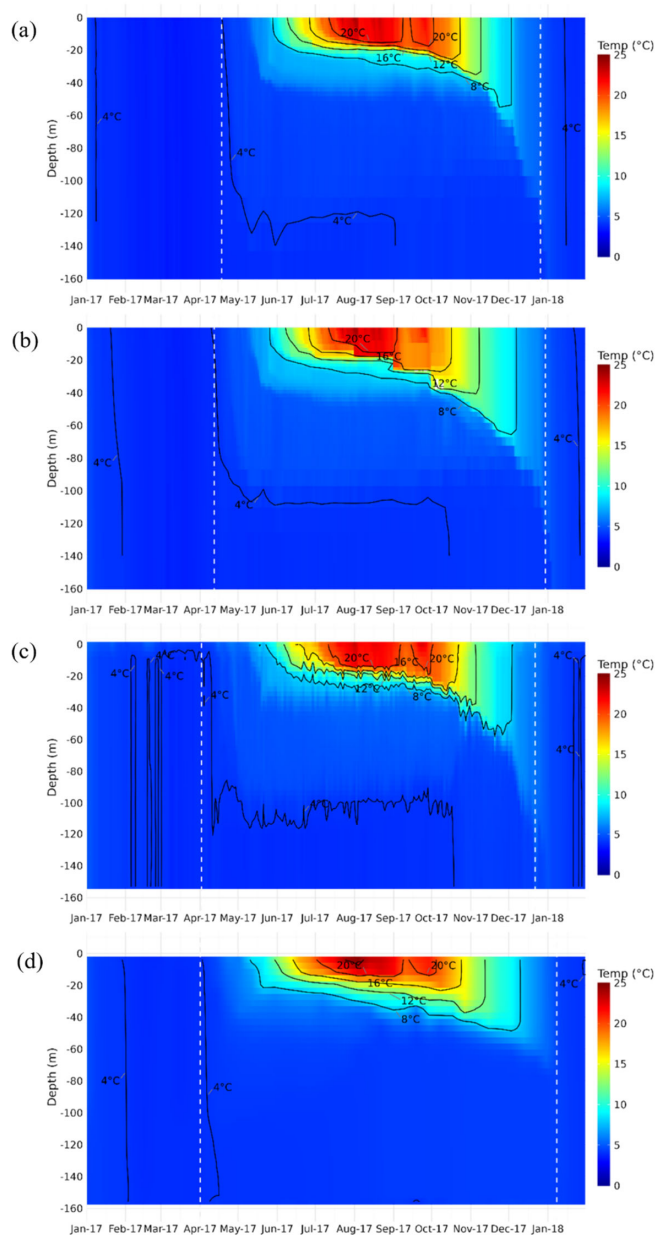 (a)
0
-20
-40
-60
-80
-100
-120
-140
-160
Depth (m)
20°C
20°C
16°C
12°C
8°C
4°C
4°C
4°C
4°C
Temp (°C)
25
20
15
10
5
0
Jan-17 Feb-17 Mar-17 Apr-17 May-17 Jun-17 Jul-17 Aug-17 Sep-17 Oct-17 Nov-17 Dec-17 Jan-18
(b)
0
-20
-40
-60
-80
-100
-120
-140
-160
Depth (m)
20°C
16°C
12°C
8°C
4°C
4°C
4°C
Temp (°C)
25
20
15
10
5
0
Jan-17 Feb-17 Mar-17 Apr-17 May-17 Jun-17 Jul-17 Aug-17 Sep-17 Oct-17 Nov-17 Dec-17 Jan-18
(c)
0
-20
-40
-60
-80
-100
-120
-140
-160
Depth (m)
4°C
4°C
4°C
4°C
20°C
16°C
20°C
12°C
8°C
4°C
4°C
Temp (°C)
25
20
15
10
5
0
Jan-17 Feb-17 Mar-17 Apr-17 May-17 Jun-17 Jul-17 Aug-17 Sep-17 Oct-17 Nov-17 Dec-17 Jan-18
(d)
0
-20
-40
-60
-80
-100
-120
-140
-160
Depth (m)
20°C
20°C
16°C
12°C
8°C
4°C
4°C
4°C
Temp (°C)
25
20
15
10
5
0
Jan-17 Feb-17 Mar-17 Apr-17 May-17 Jun-17 Jul-17 Aug-17 Sep-17 Oct-17 Nov-17 Dec-17 Jan-18